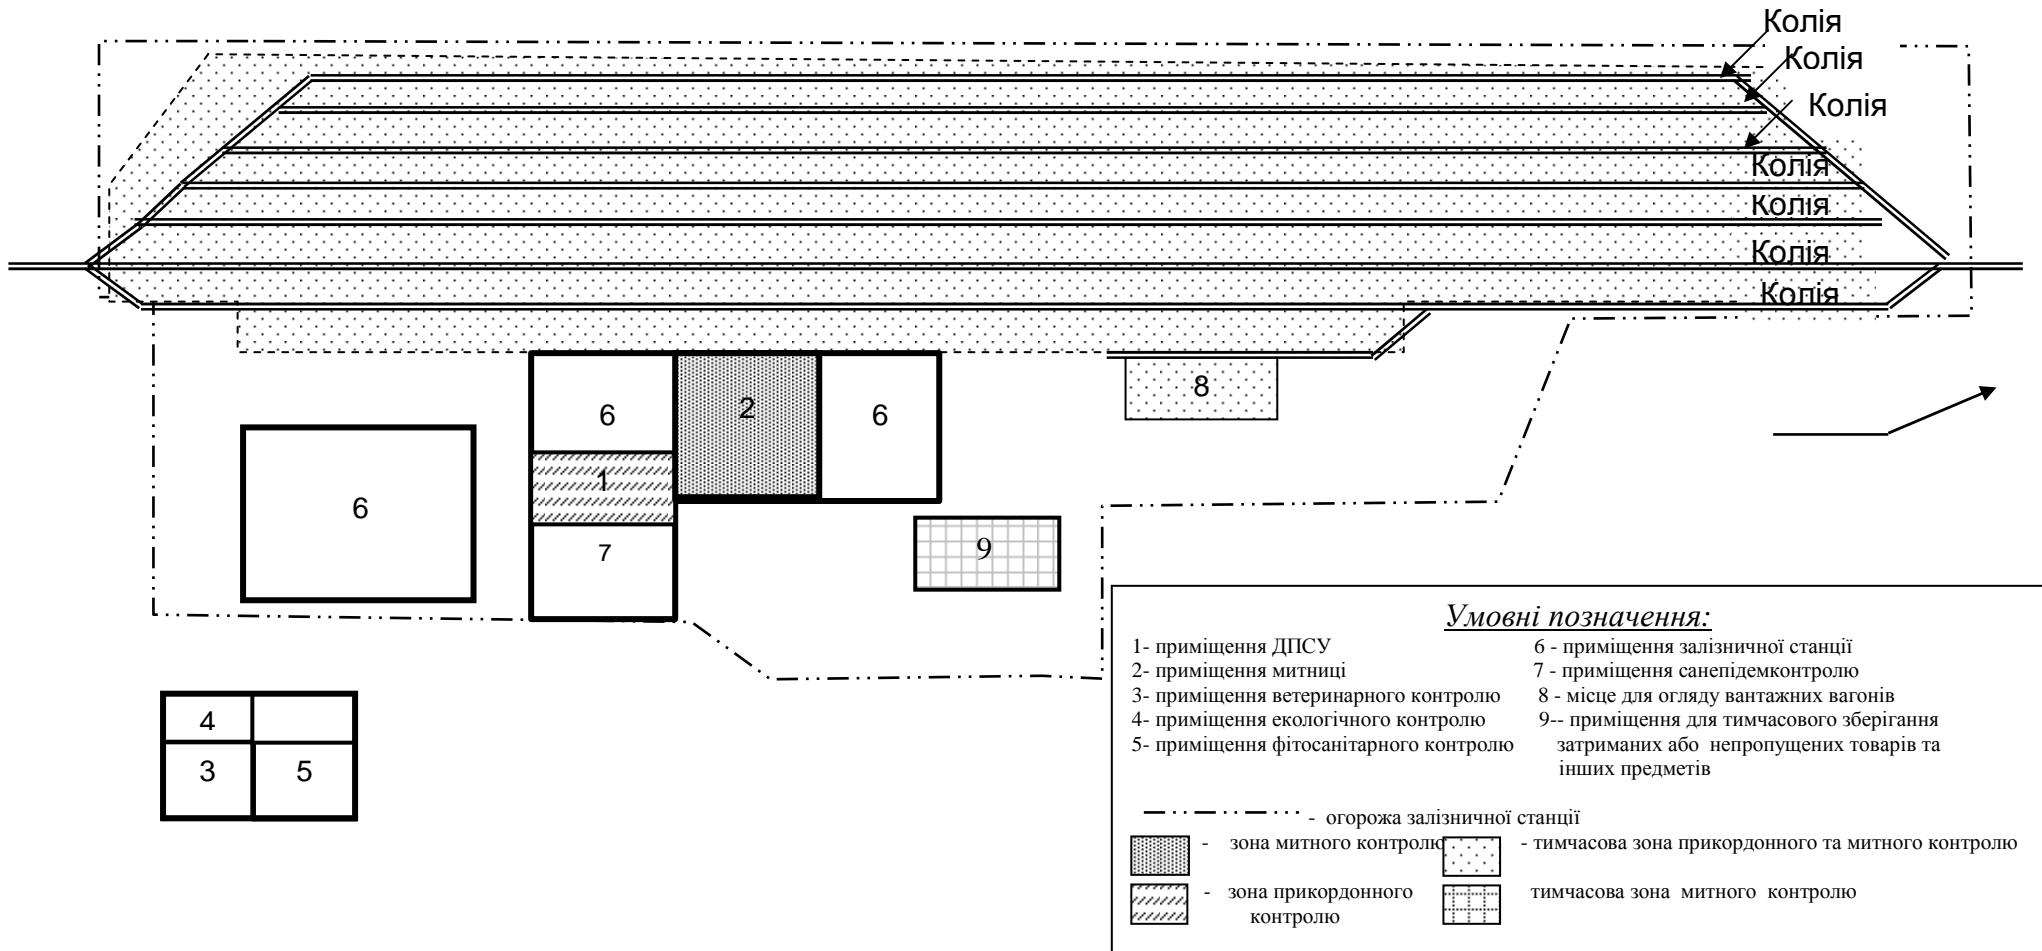 Колія
Колія
Колія
Колія
Колія
Колія
Колія
8
6
2
6
1
6
7
9
4
3
5
Умовні позначення:
1- приміщення ДПСУ
2- приміщення митниці
3- приміщення ветеринарного контролю
4- приміщення екологічного контролю
5- приміщення фітосанітарного контролю
6 - приміщення залізничної станції
7 - приміщення санепідемконтролю
8 - місце для огляду вантажних вагонів
9-- приміщення для тимчасового зберігання
затриманих або непропущених товарів та
інших предметів
- огорожа залізничної станції
- зона митного контролю
- тимчасова зона прикордонного та митного контролю
- зона прикордонного
контролю
тимчасова зона митного контролю